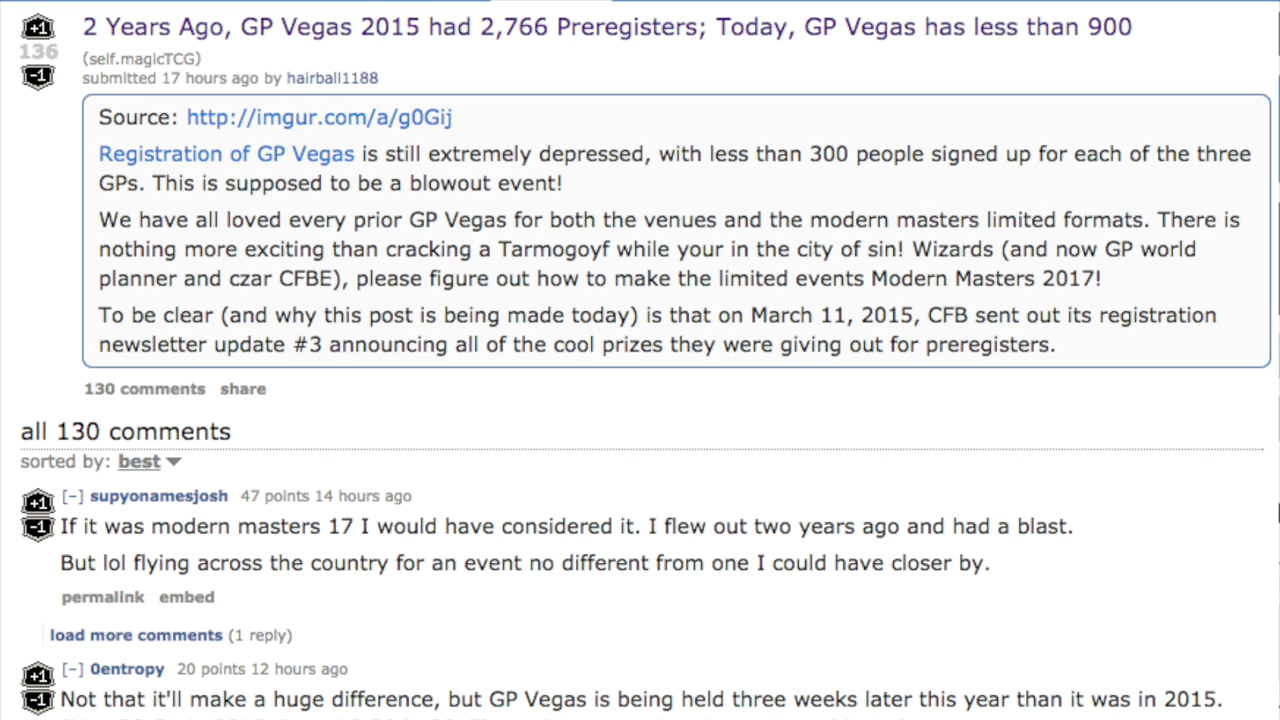 +1
2 Years Ago, GP Vegas 2015 had 2,766 Preregisters; Today, GP Vegas has less than 900
136
(self.magicTCG)
-1
submitted 17 hours ago by hairball1188
Source: http://imgur.com/a/g0Gij
Registration of GP Vegas is still extremely depressed, with less than 300 people signed up for each of the three
GPs. This is supposed to be a blowout event!
We have all loved every prior GP Vegas for both the venues and the modern masters limited formats. There is
nothing more exciting than cracking a Tarmogoyf while your in the city of sin! Wizards (and now GP world
planner and czar CFBE), please figure out how to make the limited events Modern Masters 2017!
To be clear (and why this post is being made today) is that on March 11, 2015, CFB sent out its registration
newsletter update #3 announcing all of the cool prizes they were giving out for preregisters.
130 comments share
all 130 comments
sorted by: best
+1
[-] supyonamesjosh 47 points 14 hours ago
-1
If it was modern masters 17 I would have considered it. I flew out two years ago and had a blast.
But lol flying across the country for an event no different from one I could have closer by.
permalink embed
load more comments (1 reply)
+1
[-] 0entropy 20 points 12 hours ago
-1
Not that it'll make a huge difference, but GP Vegas is being held three weeks later this year than it was in 2015.